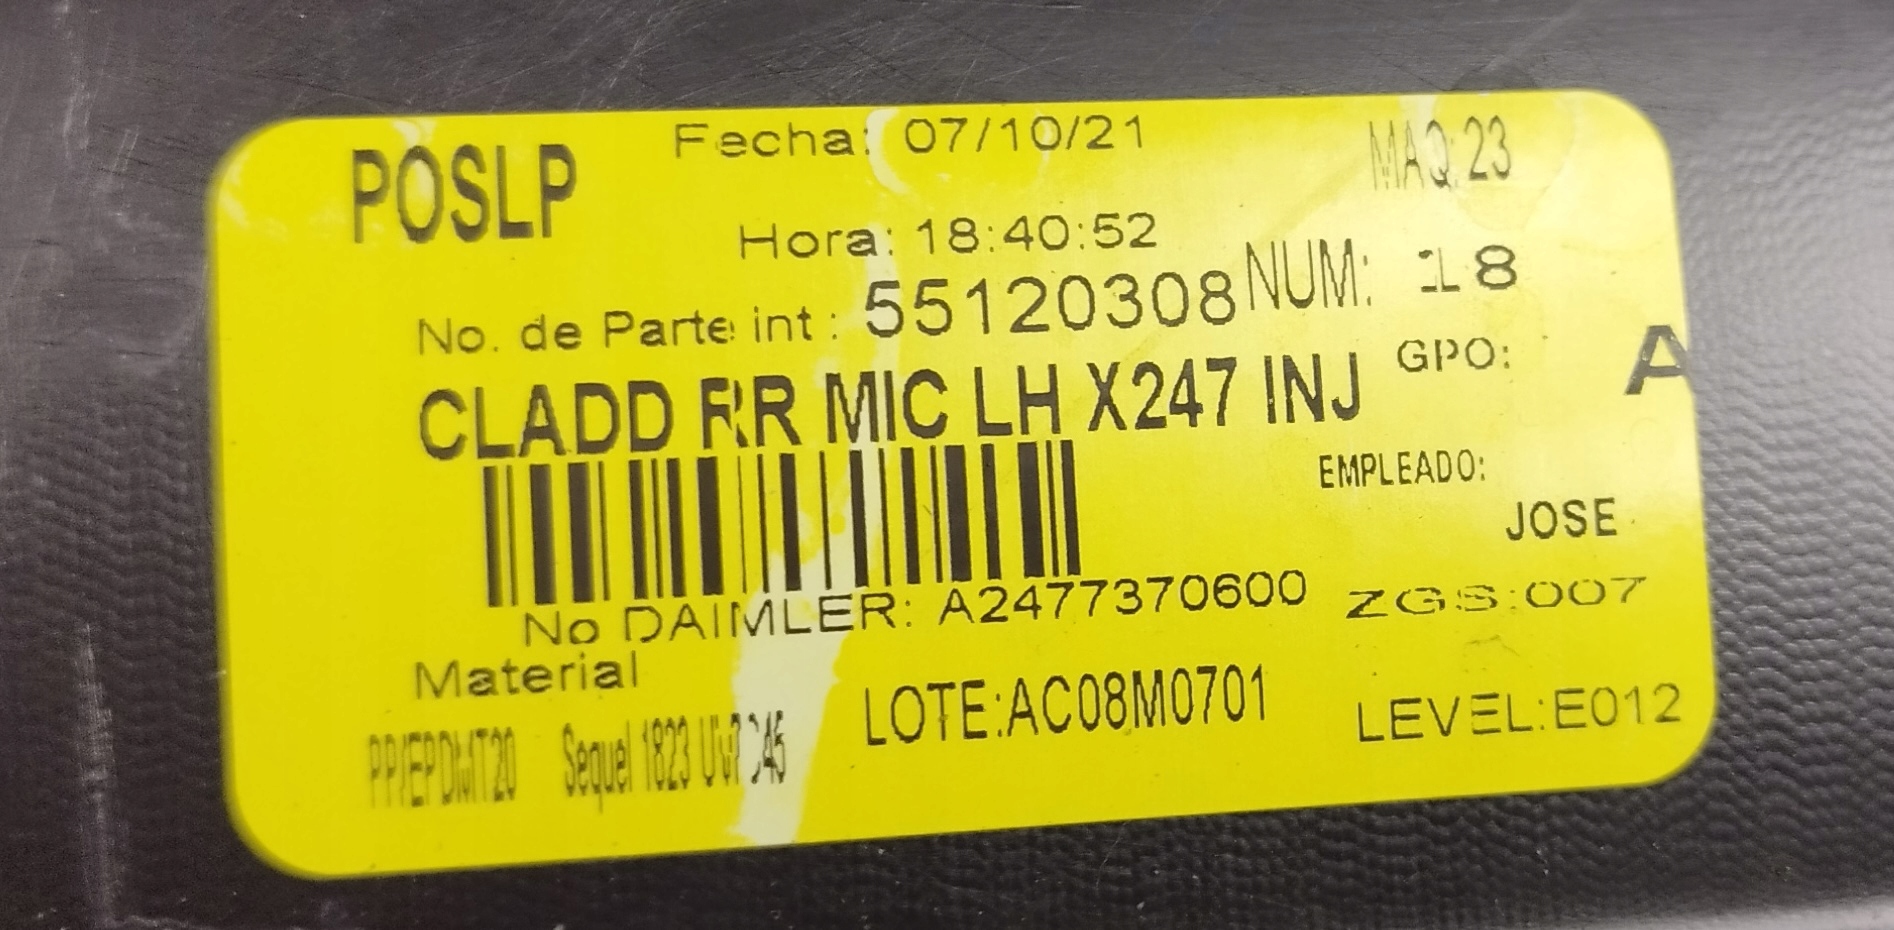 POSLP Fecha: 07/10/21 MAQ:23
Hora: 18:40:52
No. de Parte int : 55120308 NUM: 18
CLADD RR MIC LH X247 INJ GPO: A
EMPLEADO:
JOSE
No DAIMLER: A2477370600 ZGS:007
Material
PP/EPDMT20 Sequel 1823 LOTE:AC08M0701 LEVEL:E012